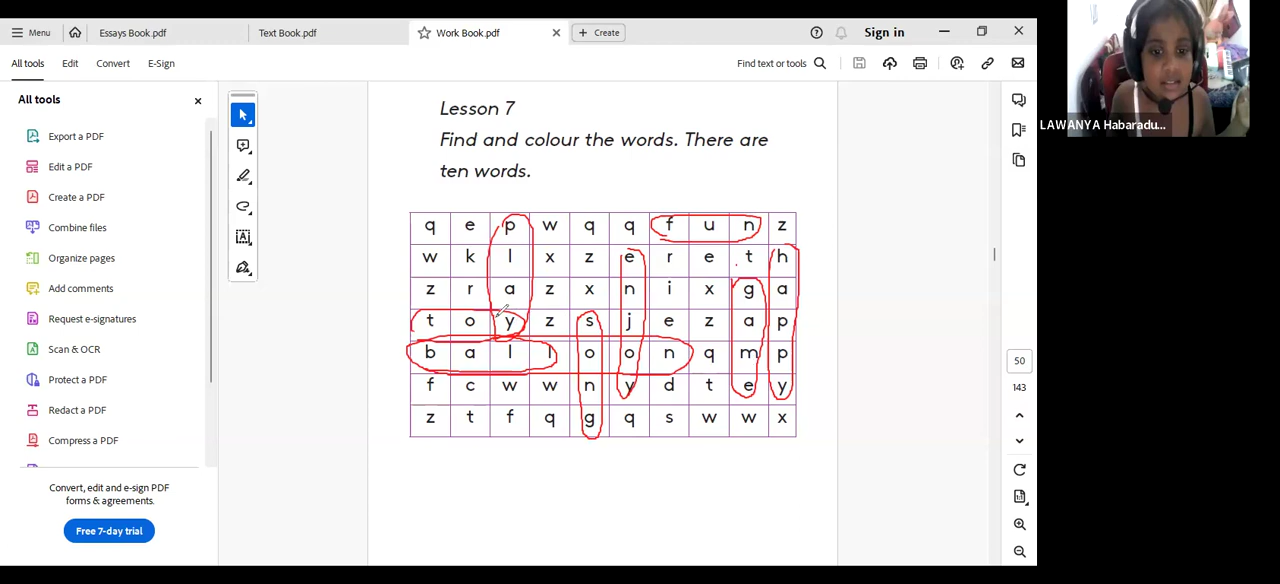 Menu
Essays Book.pdf
Text Book.pdf
Work Book.pdf
Create
Sign in
All tools
Edit
Convert
E-Sign
Find text or tools
All tools
Export a PDF
Edit a PDF
Create a PDF
Combine files
Organize pages
Add comments
Request e-signatures
Scan & OCR
Protect a PDF
Redact a PDF
Compress a PDF
Convert, edit and e-sign PDF
forms & agreements.
Free 7-day trial
Lesson 7
Find and colour the words. There are
ten words.
q e p w q q f u n z
w k l x z e r e t h
z r a z x n i x g a
t o y z s j e z a p
b a l l o o n q m p
f c w w n y d t e y
z t f q g q s w w x
50
143
LAWANYA Habaradu...